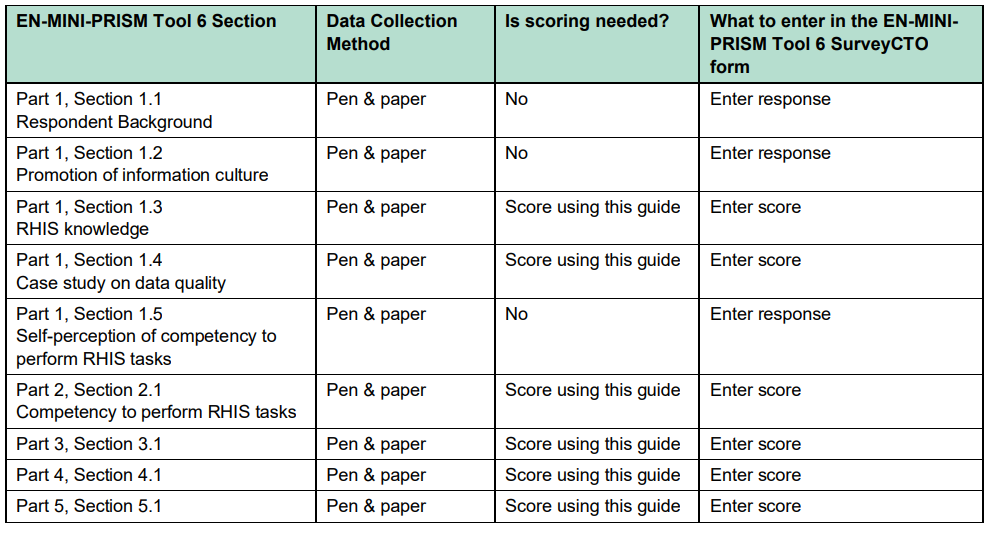 EN-MINI-PRISM Tool 6 Section
Data Collection
Method
Is scoring needed?
What to enter in the EN-MINI-
PRISM Tool 6 SurveyCTO
form
Part 1, Section 1.1
Respondent Background
Pen & paper
No
Enter response
Part 1, Section 1.2
Promotion of information culture
Pen & paper
No
Enter response
Part 1, Section 1.3
RHIS knowledge
Pen & paper
Score using this guide
Enter score
Part 1, Section 1.4
Case study on data quality
Pen & paper
Score using this guide
Enter score
Part 1, Section 1.5
Self-perception of competency to
perform RHIS tasks
Pen & paper
No
Enter response
Part 2, Section 2.1
Competency to perform RHIS tasks
Pen & paper
Score using this guide
Enter score
Part 3, Section 3.1
Pen & paper
Score using this guide
Enter score
Part 4, Section 4.1
Pen & paper
Score using this guide
Enter score
Part 5, Section 5.1
Pen & paper
Score using this guide
Enter score